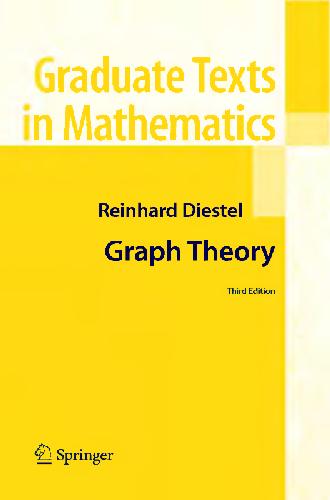 Graduate Texts
in Mathematics
Reinhard Diestel
Graph Theory
Third Edition
Springer